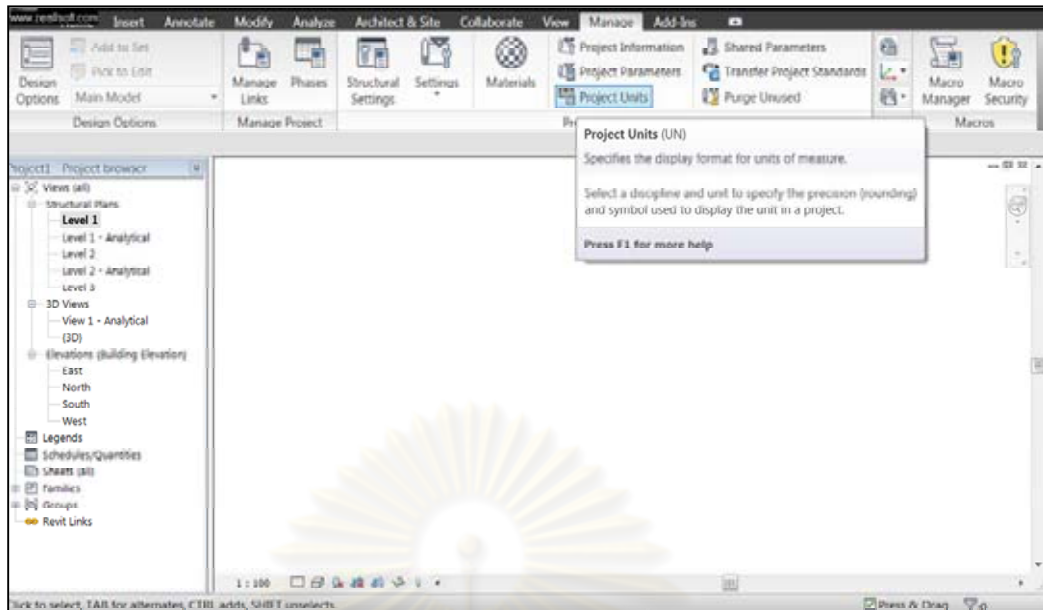 www.realisoft.com Insert Annotate Modify Analyze Architect & Site Collaborate View Manage Add-Ins
Add to Set
Pick to Edit
Main Model
Design Options
Design Options
Manage Links
Phases
Manage Project
Structural Settings
Settings
Materials
Project Information
Project Parameters
Project Units
Shared Parameters
Transfer Project Standards
Purge Unused
Macro Manager
Macro Security
Macros
Project Units (UN)
Specifies the display format for units of measure.
Select a discipline and unit to specify the precision (rounding)
and symbol used to display the unit in a project.
Press F1 for more help
Project1 Project browser
Views (all)
Structural Plans
Level 1
Level 1 - Analytical
Level 2
Level 2 - Analytical
Level 3
3D Views
View 1 - Analytical
(3D)
Elevations (Building Elevation)
East
North
South
West
Legends
Schedules/Quantities
Sheets (all)
Families
Groups
Revit Links
1 : 100
Click to select, TAB for alternates, CTRL adds, SHIFT unselects.
Press & Drag